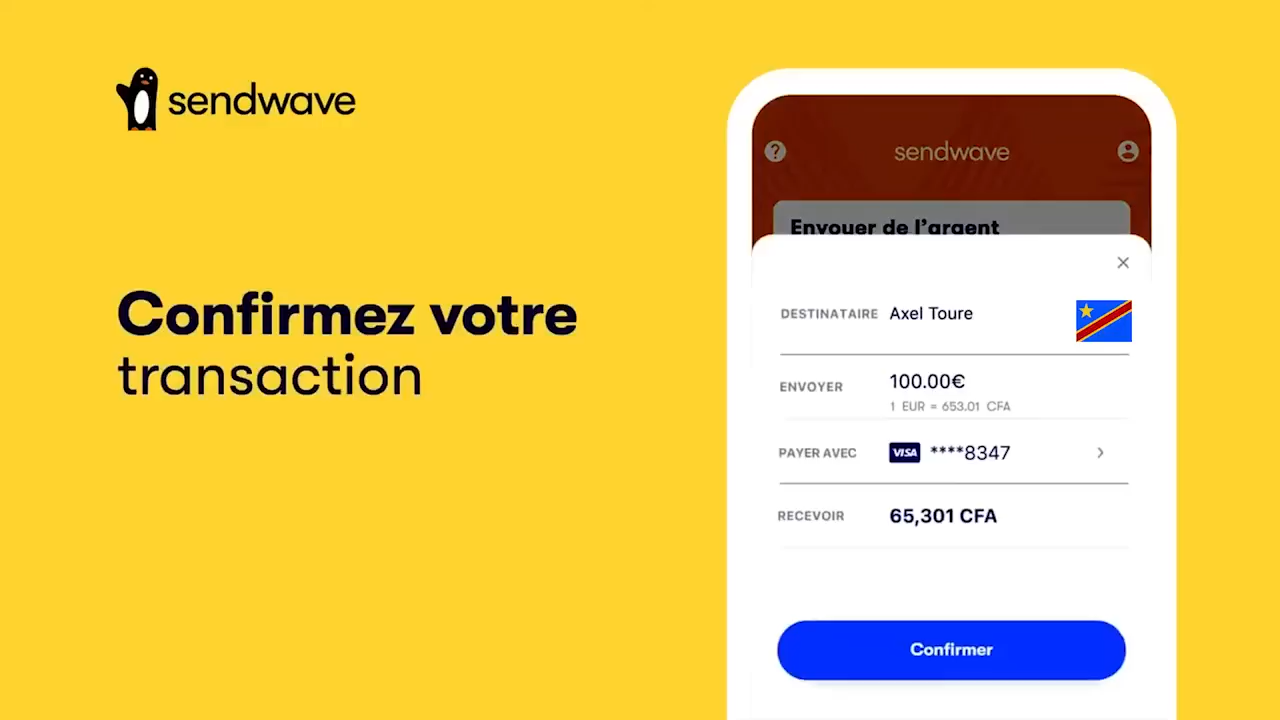 sendwave
Confirmez votre
transaction
sendwave
Envoyer de l'argent
DESTINATAIRE Axel Toure
ENVOYER 100.00€
1 EUR = 653.01 CFA
PAYER AVEC VISA ****8347
RECEVOIR 65,301 CFA
Confirmer